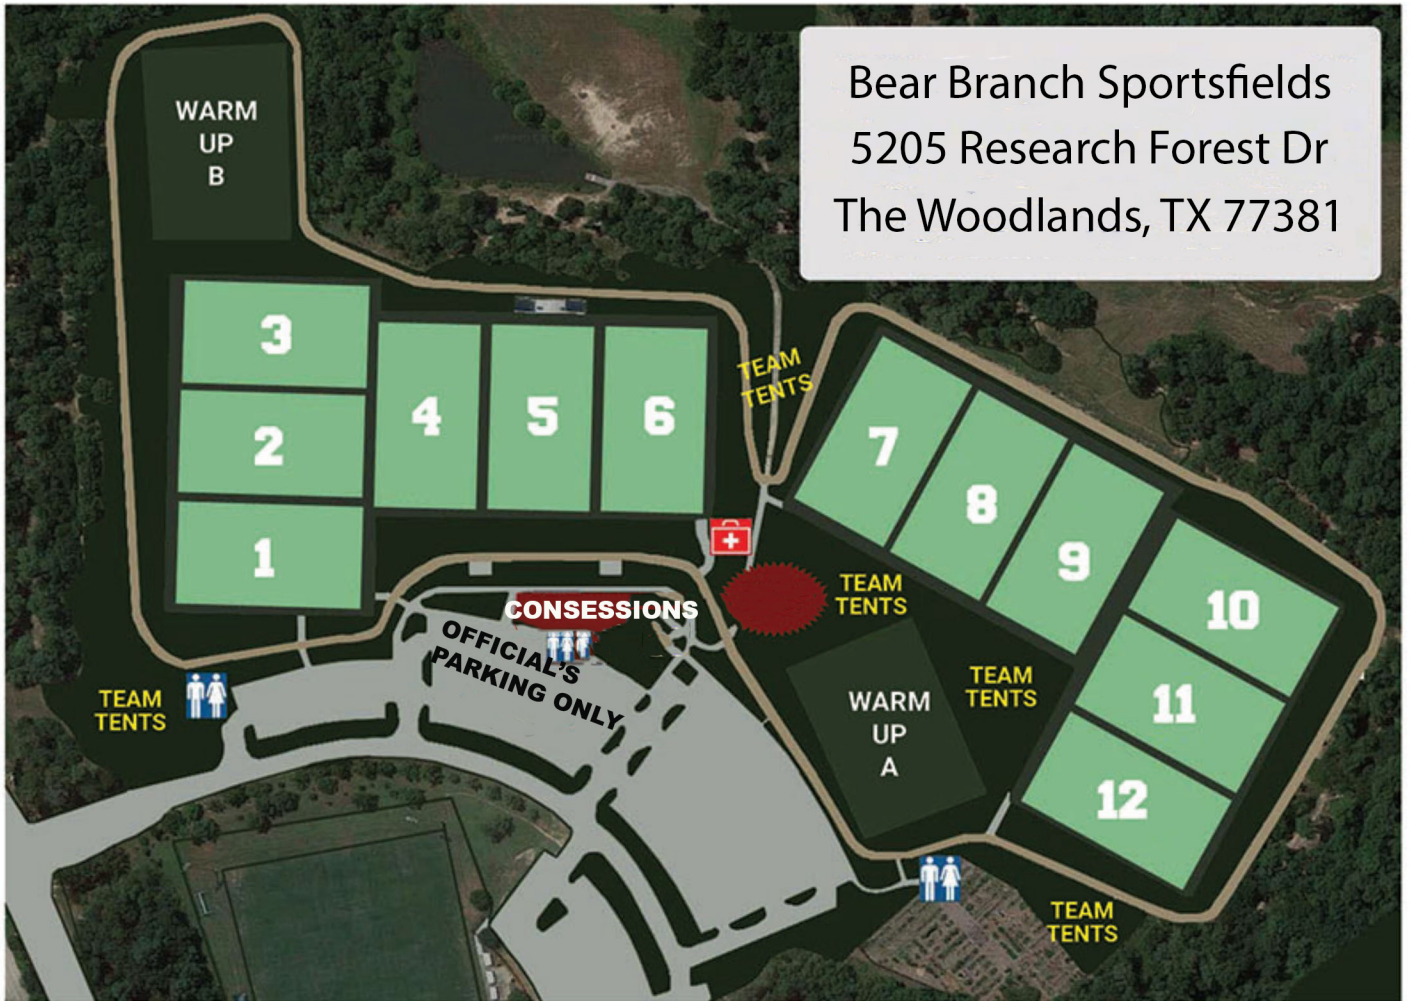 Bear Branch Sportsfields
5205 Research Forest Dr
The Woodlands, TX 77381
WARM
UP
B
3
2
1
4
5
6
TEAM
TENTS
7
8
9
10
11
12
TEAM
TENTS
TEAM
TENTS
WARM
UP
A
CONSESSIONS
OFFICIAL'S
PARKING ONLY
TEAM
TENTS
TEAM
TENTS